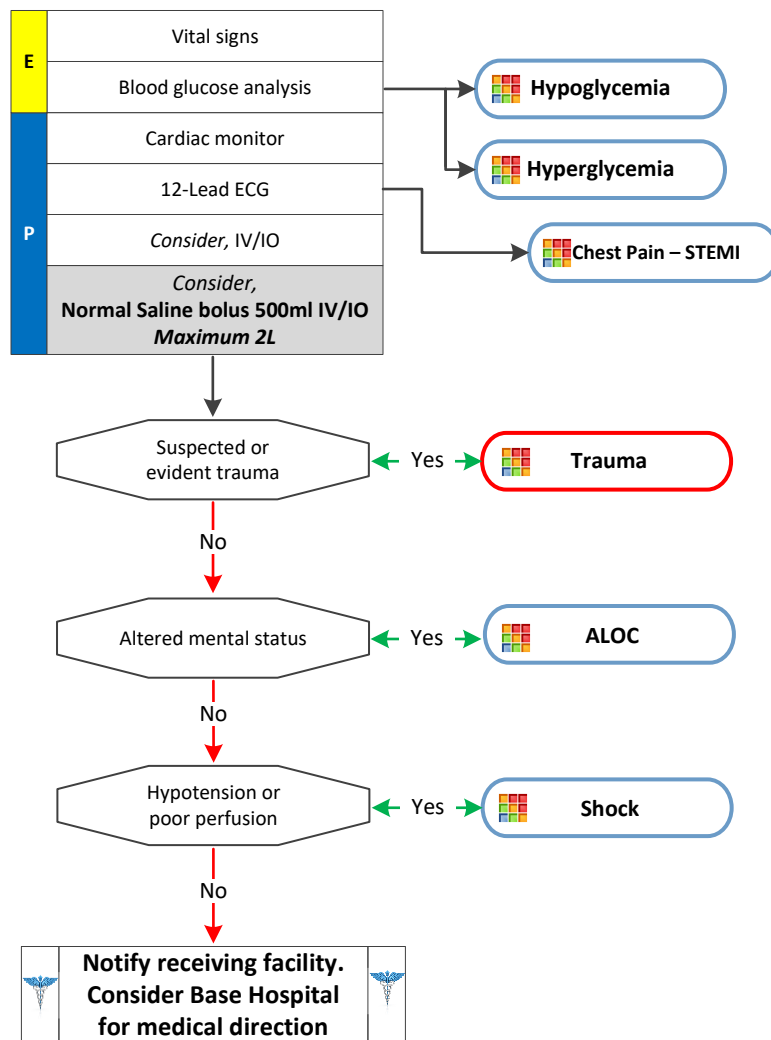 E
Vital signs
Blood glucose analysis
Hypoglycemia
Hyperglycemia
P
Cardiac monitor
12-Lead ECG
Chest Pain – STEMI
Consider, IV/IO
Consider,
Normal Saline bolus 500ml IV/IO
Maximum 2L
Suspected or
evident trauma
Yes
Trauma
No
Altered mental status
Yes
ALOC
No
Hypotension or
poor perfusion
Yes
Shock
No
Notify receiving facility.
Consider Base Hospital
for medical direction